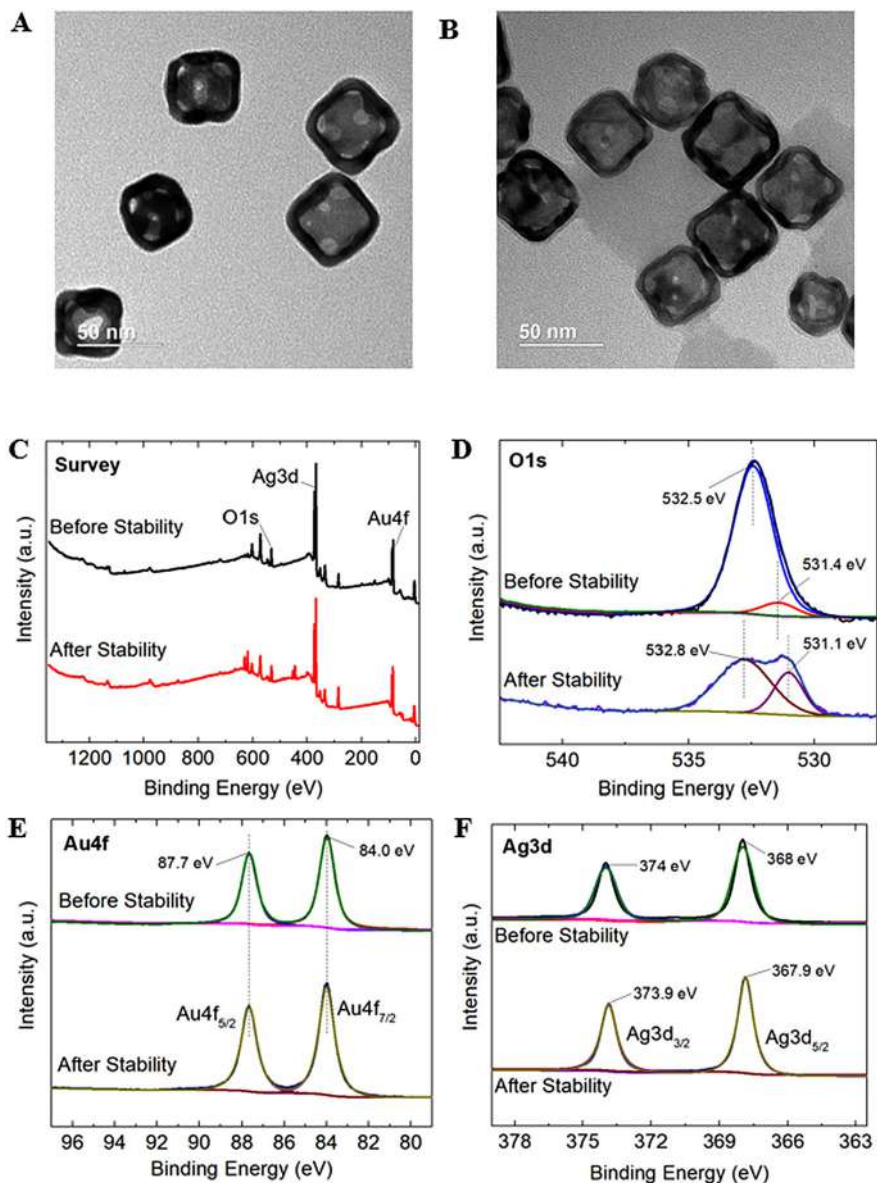 A
50 nm
B
50 nm
C
Survey
Before Stability
O1s
Ag3d
Au4f
After Stability
Intensity (a.u.)
1200 1000 800 600 400 200 0
Binding Energy (eV)
D
O1s
532.5 eV
Before Stability
531.4 eV
After Stability
532.8 eV
531.1 eV
Intensity (a.u.)
540 535 530
Binding Energy (eV)
E
Au4f
87.7 eV
84.0 eV
Before Stability
Au4f5/2
Au4f7/2
After Stability
Intensity (a.u.)
96 94 92 90 88 86 84 82 80
Binding Energy (eV)
F
Ag3d
374 eV
368 eV
Before Stability
373.9 eV
367.9 eV
Ag3d3/2
Ag3d5/2
After Stability
Intensity (a.u.)
378 375 372 369 366 363
Binding Energy (eV)